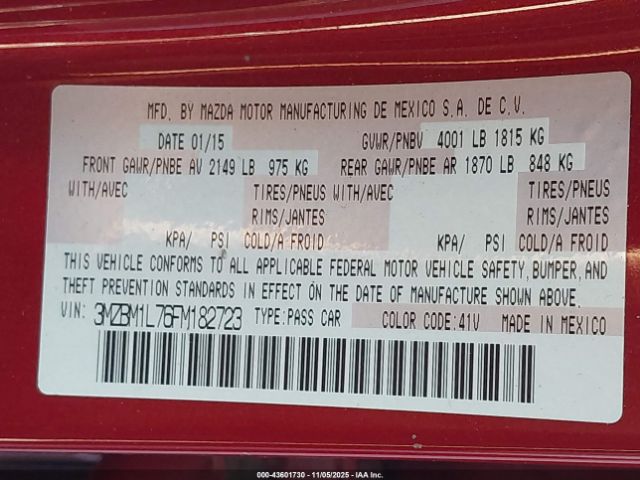 MFD. BY MAZDA MOTOR MANUFACTURING DE MEXICO S.A. DE C.V.
DATE 01/15 GVWR/PNBV 4001 LB 1815 KG
FRONT GAWR/PNBE AV 2149 LB 975 KG REAR GAWR/PNBE AR 1870 LB 848 KG
WITH/AVEC TIRES/PNEUS WITH/AVEC TIRES/PNEUS
RIMS/JANTES RIMS/JANTES
KPA/ PSI COLD/A FROID KPA/ PSI COLD/A FROID
THIS VEHICLE CONFORMS TO ALL APPLICABLE FEDERAL MOTOR VEHICLE SAFETY, BUMPER, AND
THEFT PREVENTION STANDARDS IN EFFECT ON THE DATE OF MANUFACTURE SHOWN ABOVE.
VIN: 3MZBM1L76FM182723 TYPE:PASS CAR COLOR CODE:41V MADE IN MEXICO
000-43601730 - 11/05/2025 - IAA Inc.